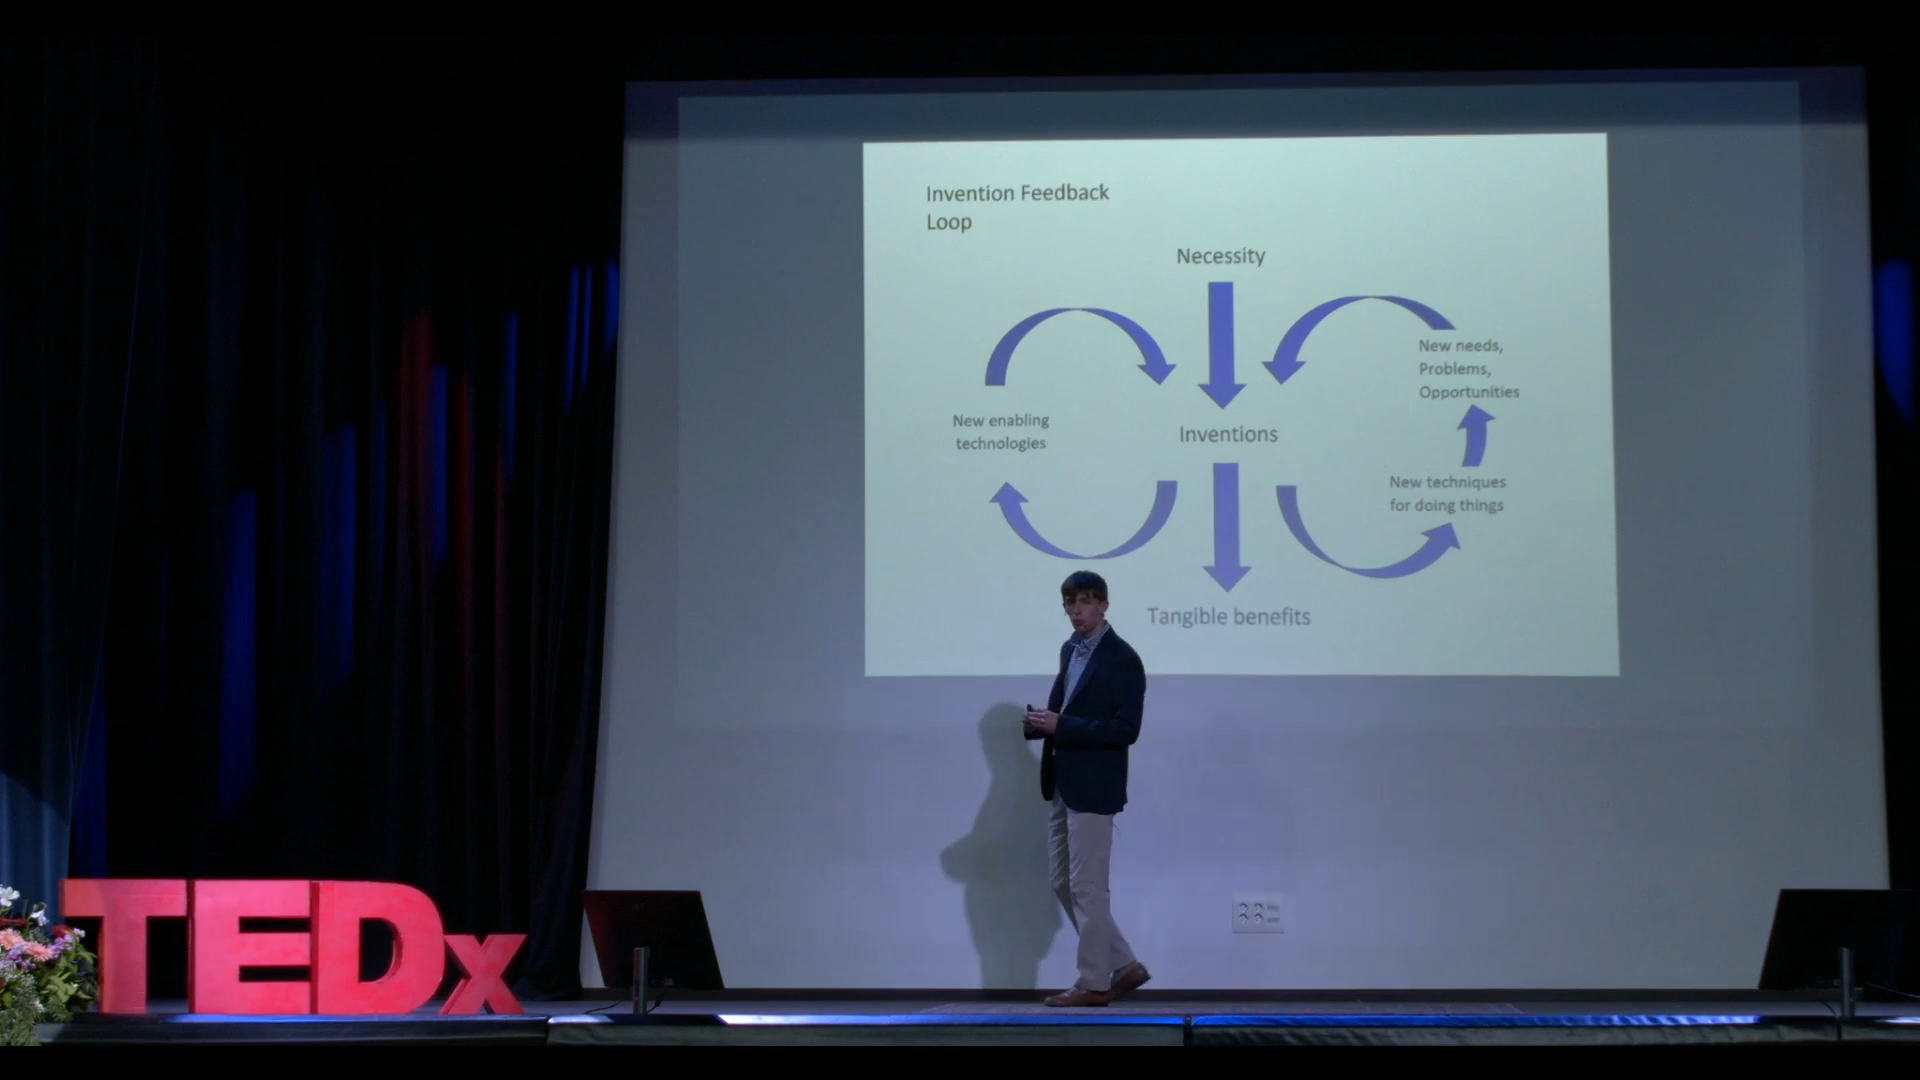 Invention Feedback
Loop
Necessity
New needs,
Problems,
Opportunities
New enabling
technologies
Inventions
New techniques
for doing things
Tangible benefits
TEDx